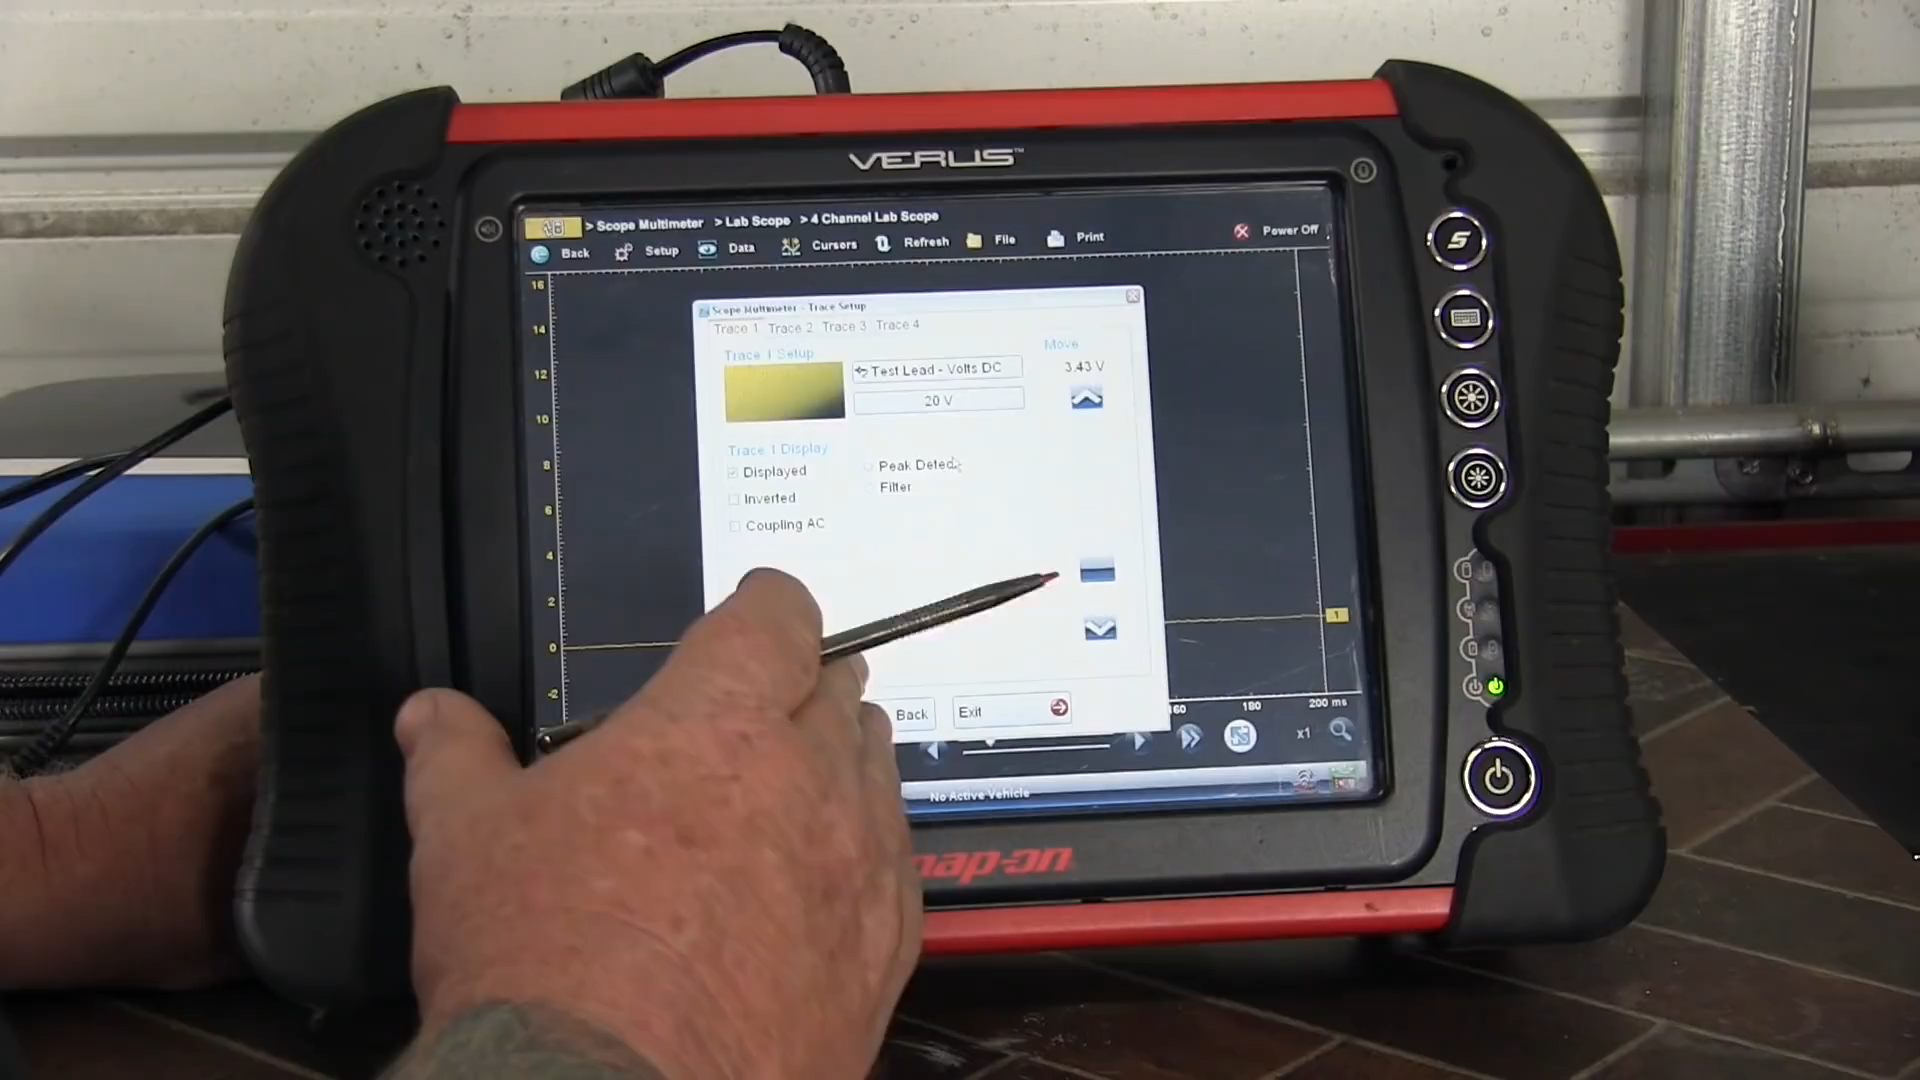 VERUS™
> Scope Multimeter > Lab Scope > 4 Channel Lab Scope
Back Setup Data Cursors Refresh File Print Power Off
Scope Multimeter - Trace Setup
Trace 1 Trace 2 Trace 3 Trace 4
Trace 1 Setup
Move
Test Lead - Volts DC
3.43 V
20 V
Trace 1 Display
Displayed
Peak Detec
Inverted
Filter
Coupling AC
Back
Exit
16
14
12
10
8
6
4
2
0
-2
1
160 180 200 ms
x1
No Active Vehicle
nap-on
S